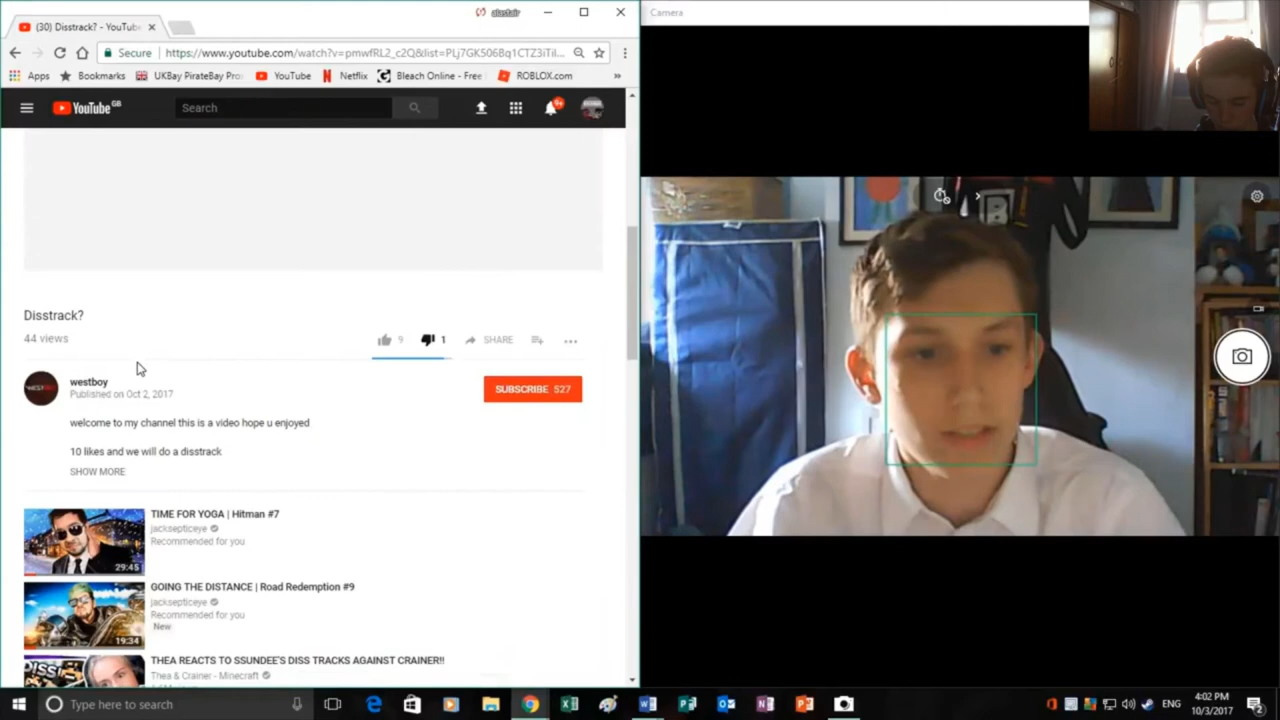 alastair
(30) Disstrack? - YouTub
Secure
https://www.youtube.com/watch?v=pmwfRL2_c2Q&list=PLj7GK506Bq1CTZ3iTil
Apps
Bookmarks
UKBay PirateBay Pro
YouTube
Netflix
Bleach Online - Free
ROBLOX.com
»
YouTube GB
Search
9+
Disstrack?
44 views
9
1
SHARE
westboy
Published on Oct 2, 2017
SUBSCRIBE 527
welcome to my channel this is a video hope u enjoyed
10 likes and we will do a disstrack
SHOW MORE
TIME FOR YOGA | Hitman #7
jacksepticeye
Recommended for you
29:45
GOING THE DISTANCE | Road Redemption #9
jacksepticeye
Recommended for you
New
19:34
THEA REACTS TO SSUNDEE'S DISS TRACKS AGAINST CRAINER!!
Thea & Crainer - Minecraft
Camera
Type here to search
ENG
4:02 PM
10/3/2017
2